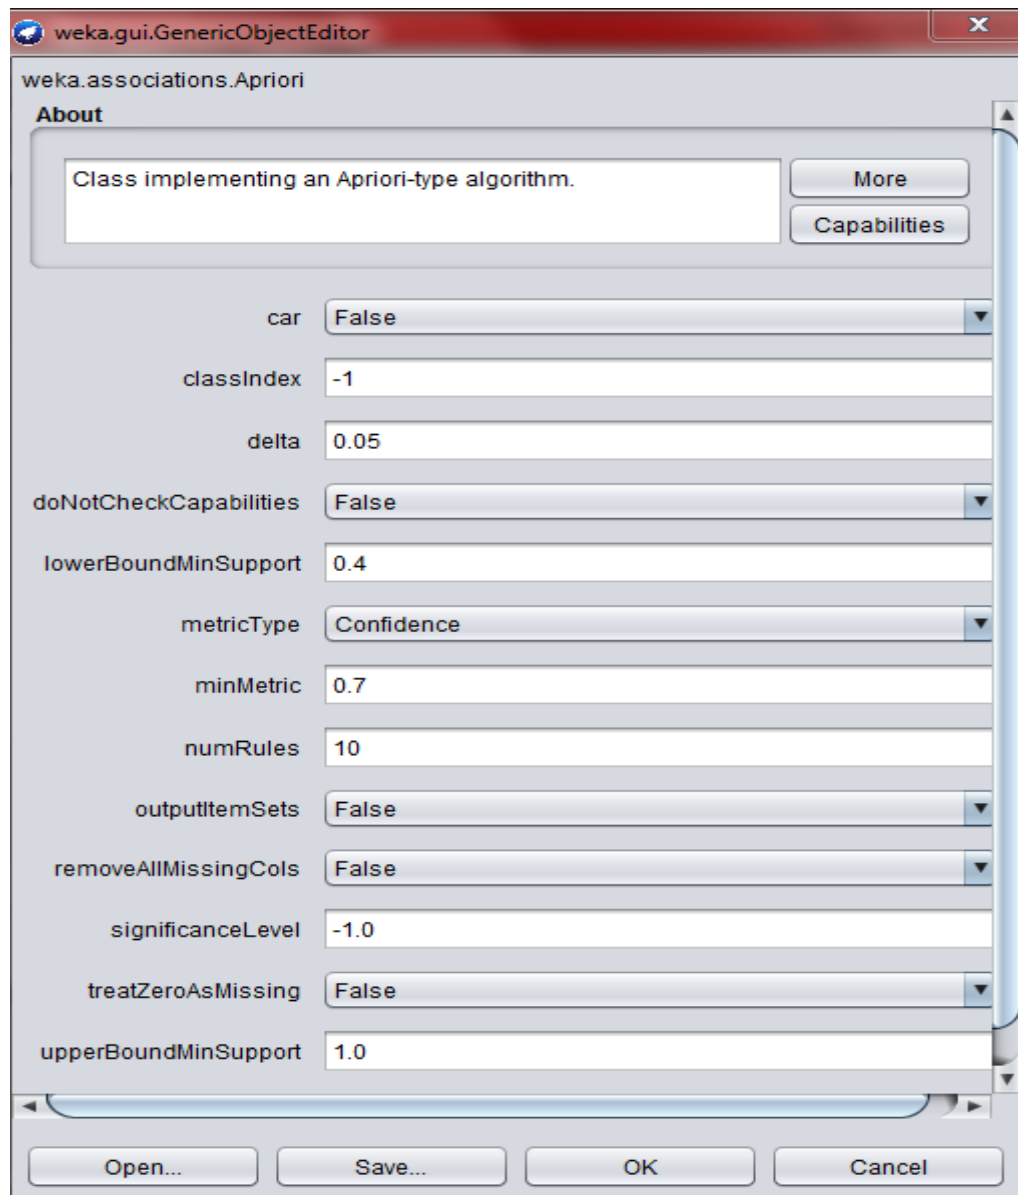 weka.gui.GenericObjectEditor
weka.associations.Apriori
About
Class implementing an Apriori-type algorithm.
More
Capabilities
car False
classIndex -1
delta 0.05
doNotCheckCapabilities False
lowerBoundMinSupport 0.4
metricType Confidence
minMetric 0.7
numRules 10
outputItemSets False
removeAllMissingCols False
significanceLevel -1.0
treatZeroAsMissing False
upperBoundMinSupport 1.0
Open... Save... OK Cancel